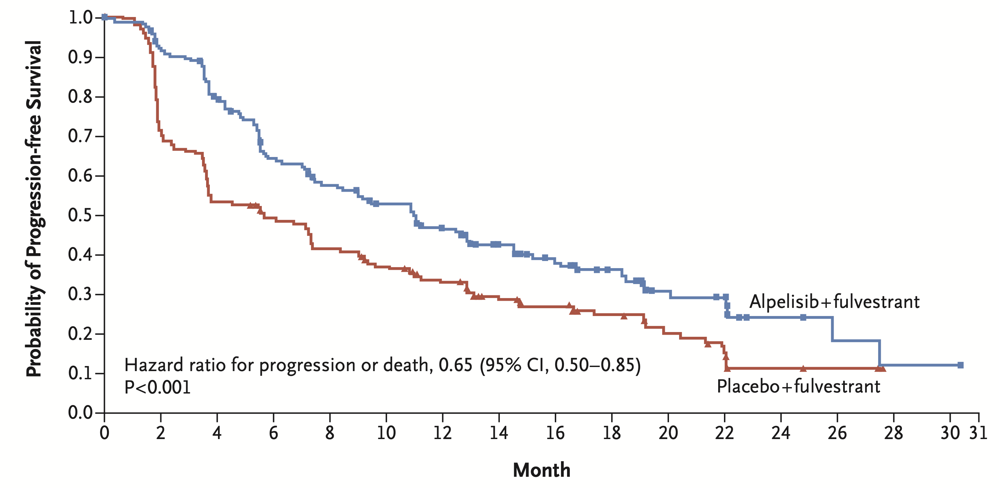 Probability of Progression-free Survival
1.0
0.9
0.8
0.7
0.6
0.5
0.4
0.3
0.2
0.1
0.0
Alpelisib+fulvestrant
Hazard ratio for progression or death, 0.65 (95% CI, 0.50–0.85)
P<0.001
Placebo+fulvestrant
0 2 4 6 8 10 12 14 16 18 20 22 24 26 28 30 31
Month